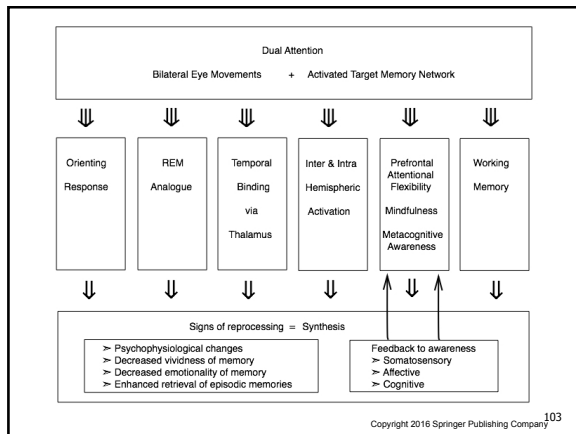 Dual Attention
Bilateral Eye Movements + Activated Target Memory Network
Orienting
Response
REM
Analogue
Temporal
Binding
via
Thalamus
Inter & Intra
Hemispheric
Activation
Prefrontal
Attentional
Flexibility
Mindfulness
Metacognitive
Awareness
Working
Memory
Signs of reprocessing = Synthesis
➢ Psychophysiological changes
➢ Decreased vividness of memory
➢ Decreased emotionality of memory
➢ Enhanced retrieval of episodic memories
Feedback to awareness
➢ Somatosensory
➢ Affective
➢ Cognitive
Copyright 2016 Springer Publishing Company
103